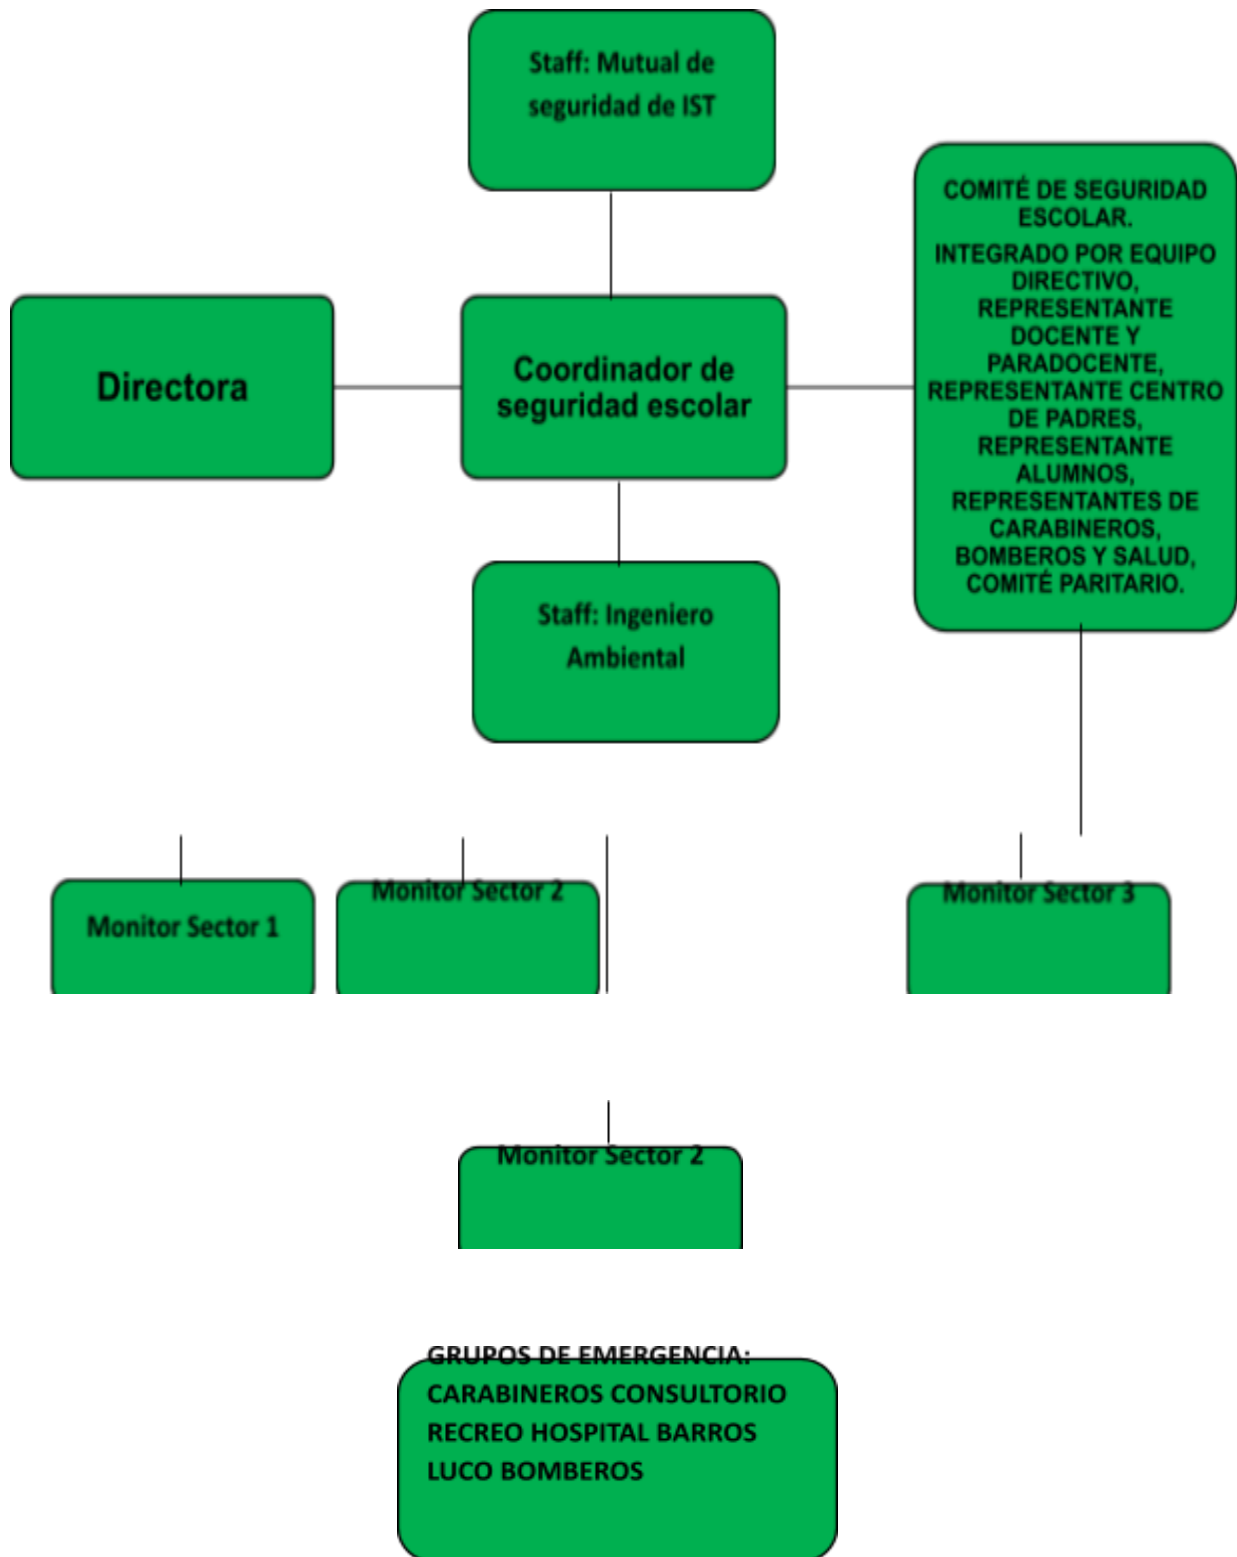 Staff: Mutual de
seguridad de IST
COMITÉ DE SEGURIDAD
ESCOLAR.
INTEGRADO POR EQUIPO
DIRECTIVO,
REPRESENTANTE
DOCENTE Y
PARADOCENTE,
REPRESENTANTE CENTRO
DE PADRES,
REPRESENTANTE
ALUMNOS,
REPRESENTANTES DE
CARABINEROS,
BOMBEROS Y SALUD,
COMITÉ PARITARIO.
Directora
Coordinador de
seguridad escolar
Staff: Ingeniero
Ambiental
Monitor Sector 1
Monitor Sector 2
Monitor Sector 3
Monitor Sector 2
GRUPOS DE EMERGENCIA:
CARABINEROS CONSULTORIO
RECREO HOSPITAL BARROS
LUCO BOMBEROS